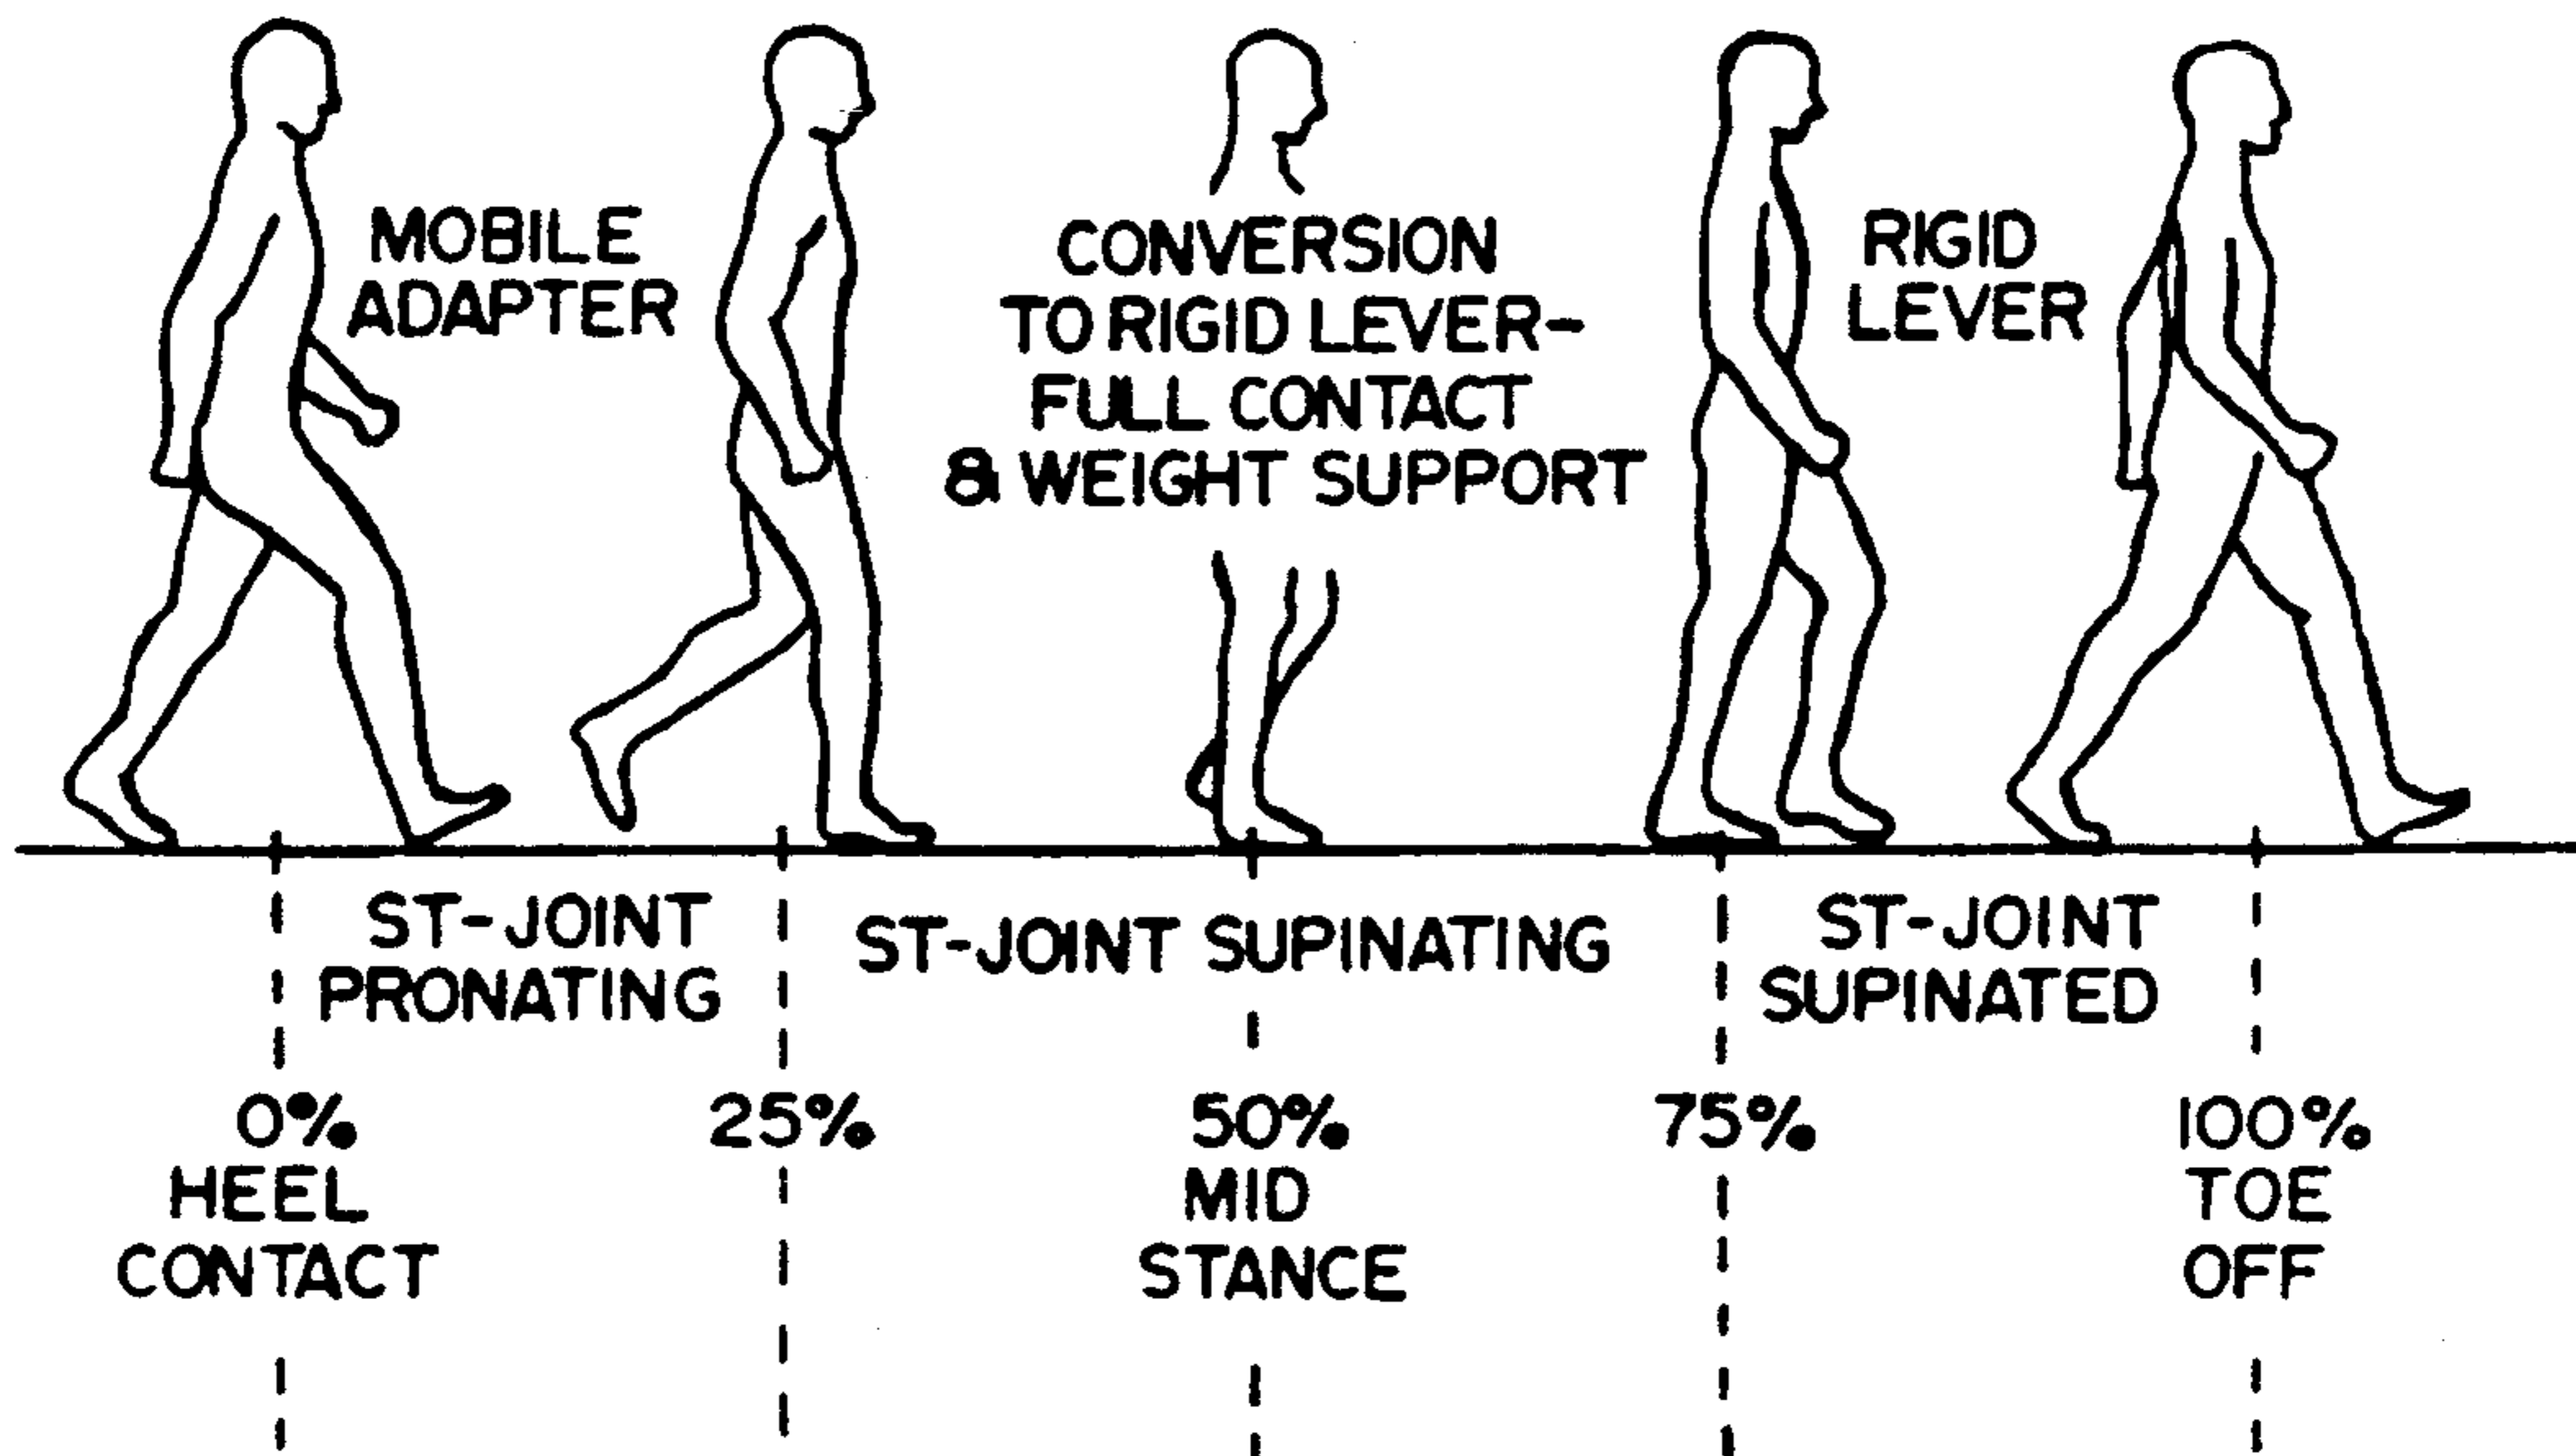 MOBILE
ADAPTER
CONVERSION
TO RIGID LEVER-
FULL CONTACT
& WEIGHT SUPPORT
RIGID
LEVER
ST-JOINT
PRONATING
ST-JOINT SUPINATING
ST-JOINT
SUPINATED
0%
HEEL
CONTACT
25%
50%
MID
STANCE
75%
100%
TOE
OFF